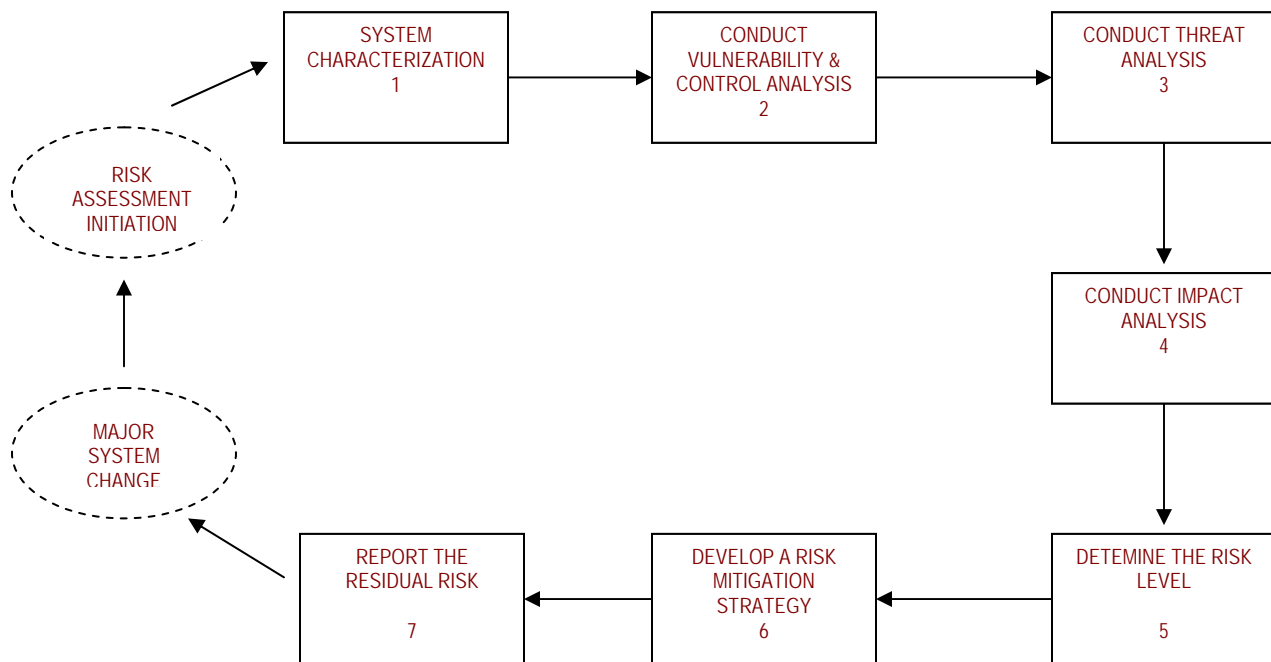 SYSTEM
CHARACTERIZATION
1
CONDUCT
VULNERABILITY &
CONTROL ANALYSIS
2
CONDUCT THREAT
ANALYSIS
3
RISK
ASSESSMENT
INITIATION
CONDUCT IMPACT
ANALYSIS
4
MAJOR
SYSTEM
CHANGE
REPORT THE
RESIDUAL RISK
7
DEVELOP A RISK
MITIGATION
STRATEGY
6
DETEMINE THE RISK
LEVEL
5